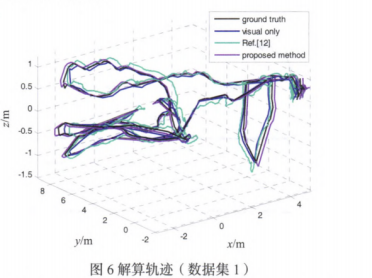 ground truth
visual only
Ref.[12]
proposed method
1
0.5
0
-0.5
-1
-1.5
z/m
8
6
4
2
0
-2
y/m
-2
0
2
4
x/m
图 6 解算轨迹（数据集 1）